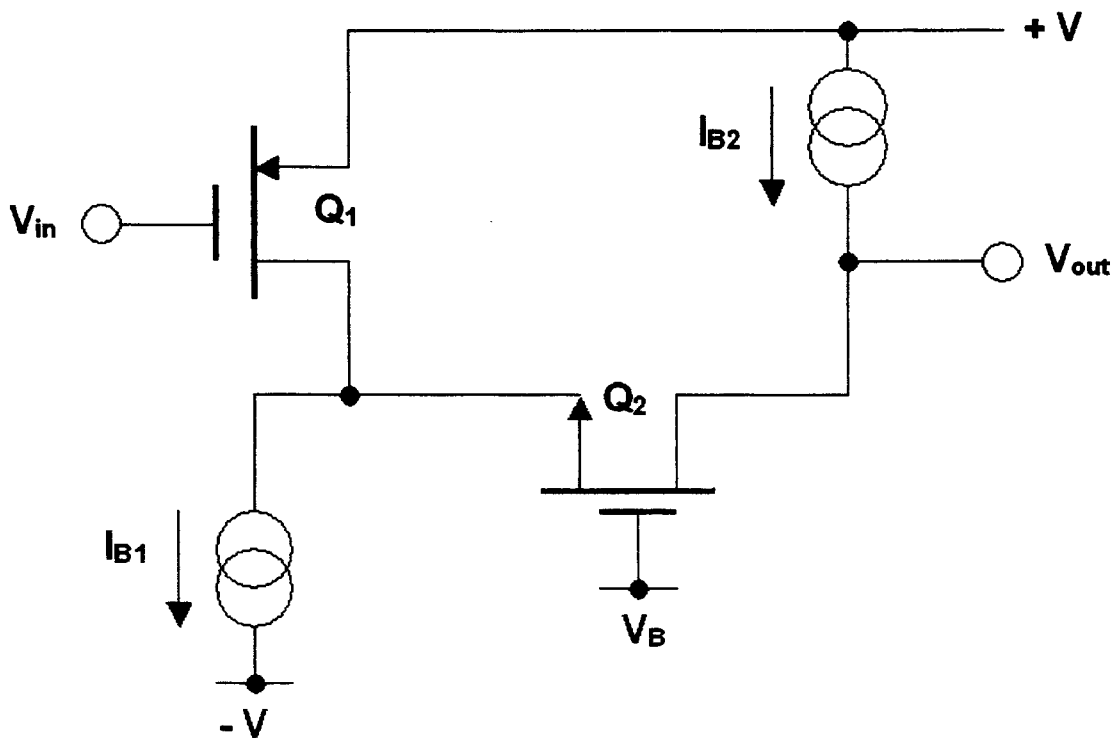 + V
I_B2
V_in
Q_1
V_out
Q_2
I_B1
V_B
- V